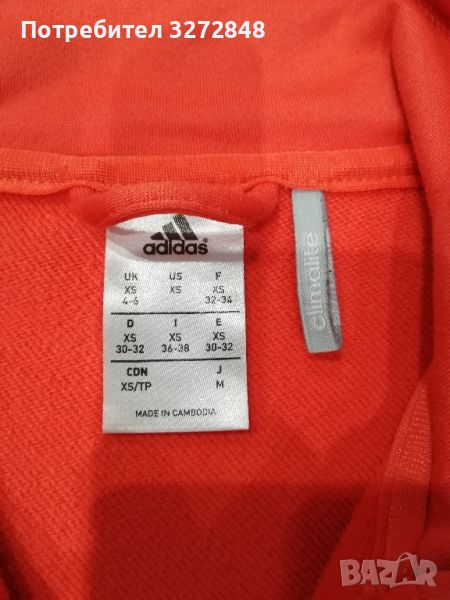 Потребител 3272848
adidas®
UK US F
XS XS XS
4-6 32-34
D I E
XS XS XS
30-32 36-38 30-32
CDN J
XS/TP M
MADE IN CAMBODIA
climalite
BAZAR